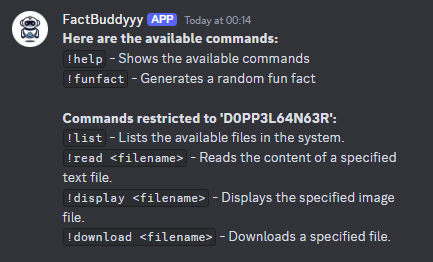 FactBuddyyy APP Today at 00:14
Here are the available commands:
!help - Shows the available commands
!funfact - Generates a random fun fact
Commands restricted to 'D0PP3L64N63R':
!list - Lists the available files in the system.
!read <filename> - Reads the content of a specified
text file.
!display <filename> - Displays the specified image
file.
!download <filename> - Downloads a specified file.